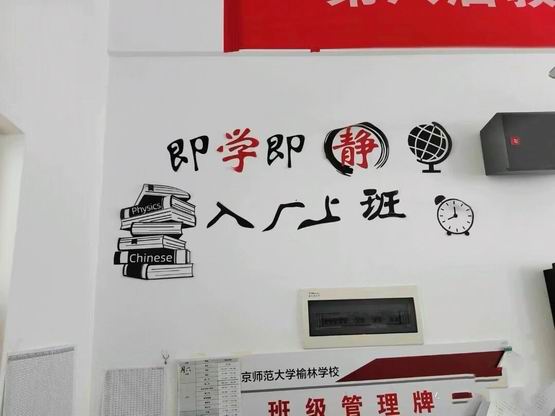 即学即静
入厂上班
Physics
Chinese
京师范大学榆林学校
班级管理牌